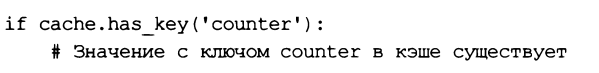 if cache.has_key('counter'):
    # Значение с ключом counter в кэше существует